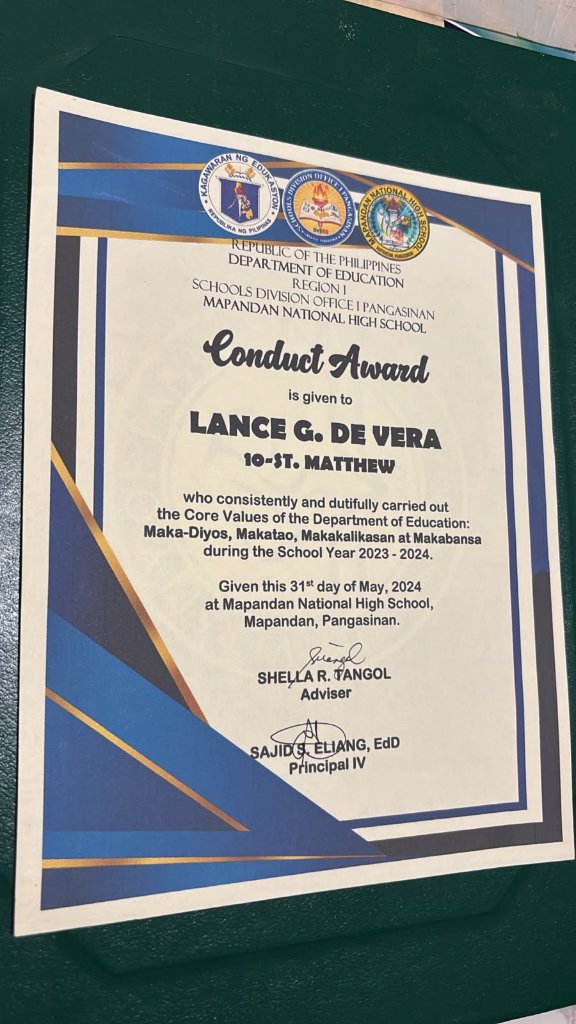 KAGAWARAN NG EDUKASYON
REPUBLIKA NG PILIPINAS
SCHOOLS DIVISION OFFICE I PANGASINAN
MAPANDAN NATIONAL HIGH SCHOOL
REPUBLIC OF THE PHILIPPINES
DEPARTMENT OF EDUCATION
REGION I
SCHOOLS DIVISION OFFICE I PANGASINAN
MAPANDAN NATIONAL HIGH SCHOOL
Conduct Award
is given to
LANCE G. DE VERA
10-ST. MATTHEW
who consistently and dutifully carried out
the Core Values of the Department of Education:
Maka-Diyos, Makatao, Makakalikasan at Makabansa
during the School Year 2023 - 2024.
Given this 31st day of May, 2024
at Mapandan National High School,
Mapandan, Pangasinan.
SHELLA R. TANGOL
Adviser
SAJID S. ELIANG, EdD
Principal IV